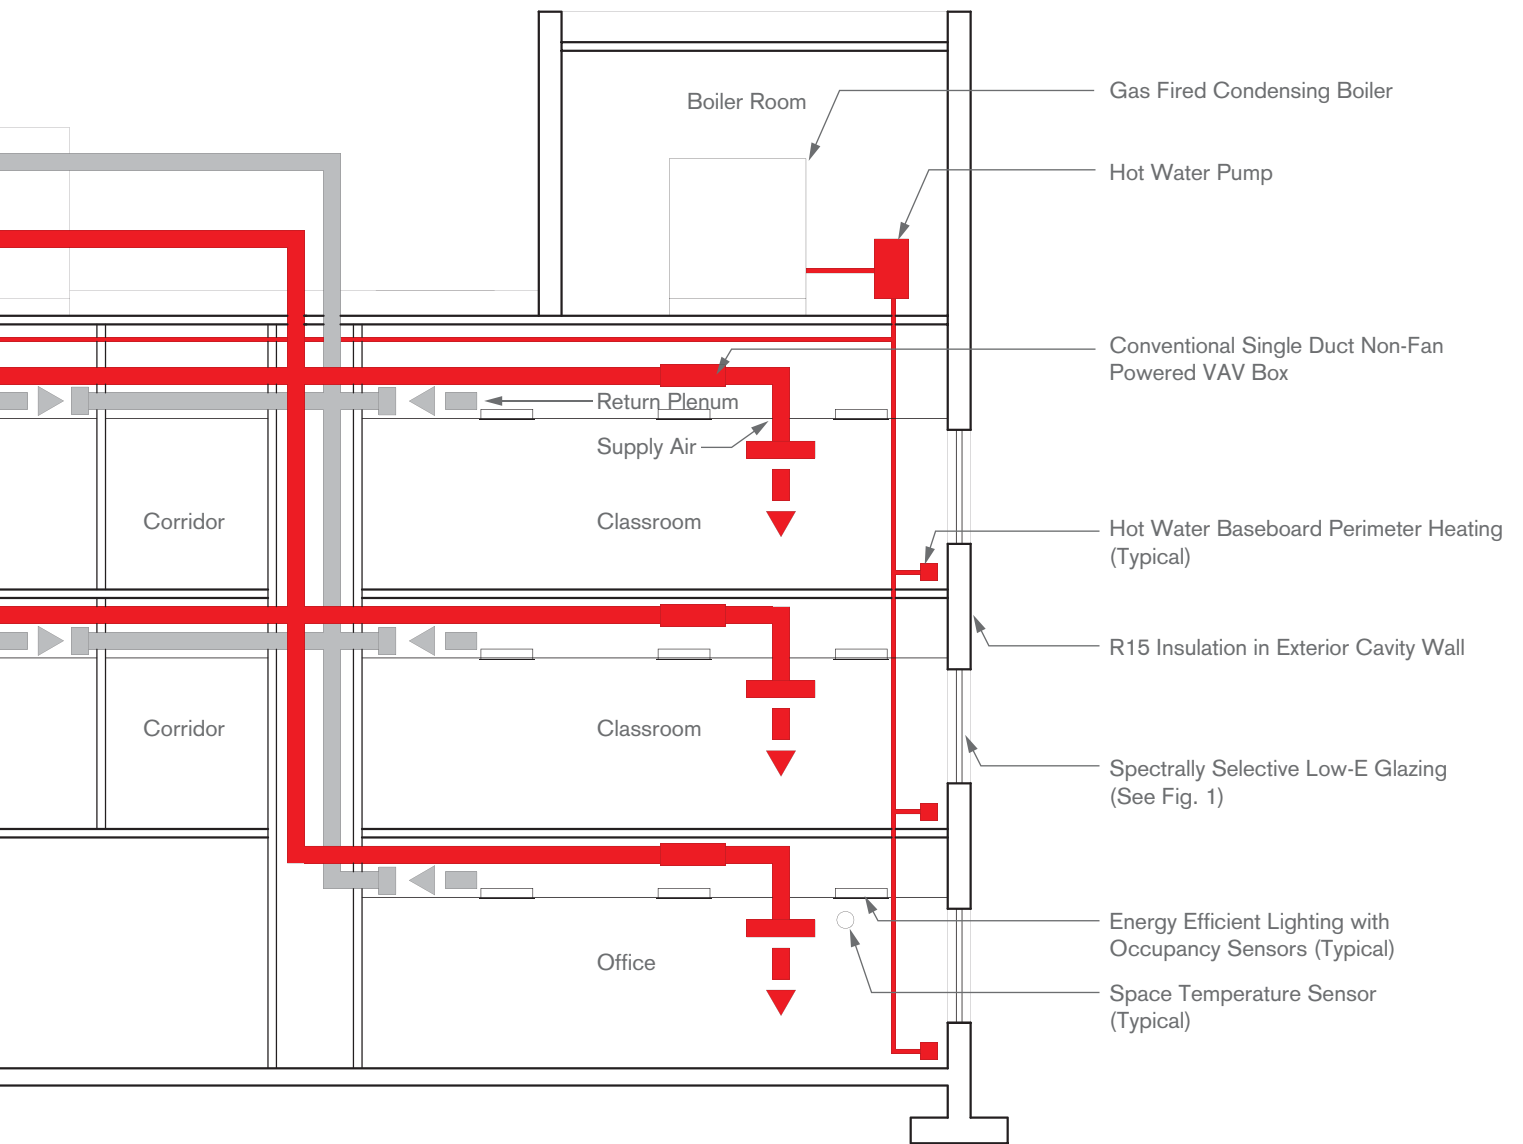 Boiler Room
Gas Fired Condensing Boiler
Hot Water Pump
Conventional Single Duct Non-Fan
Powered VAV Box
Return Plenum
Supply Air
Corridor
Classroom
Hot Water Baseboard Perimeter Heating
(Typical)
R15 Insulation in Exterior Cavity Wall
Corridor
Classroom
Spectrally Selective Low-E Glazing
(See Fig. 1)
Energy Efficient Lighting with
Occupancy Sensors (Typical)
Office
Space Temperature Sensor
(Typical)